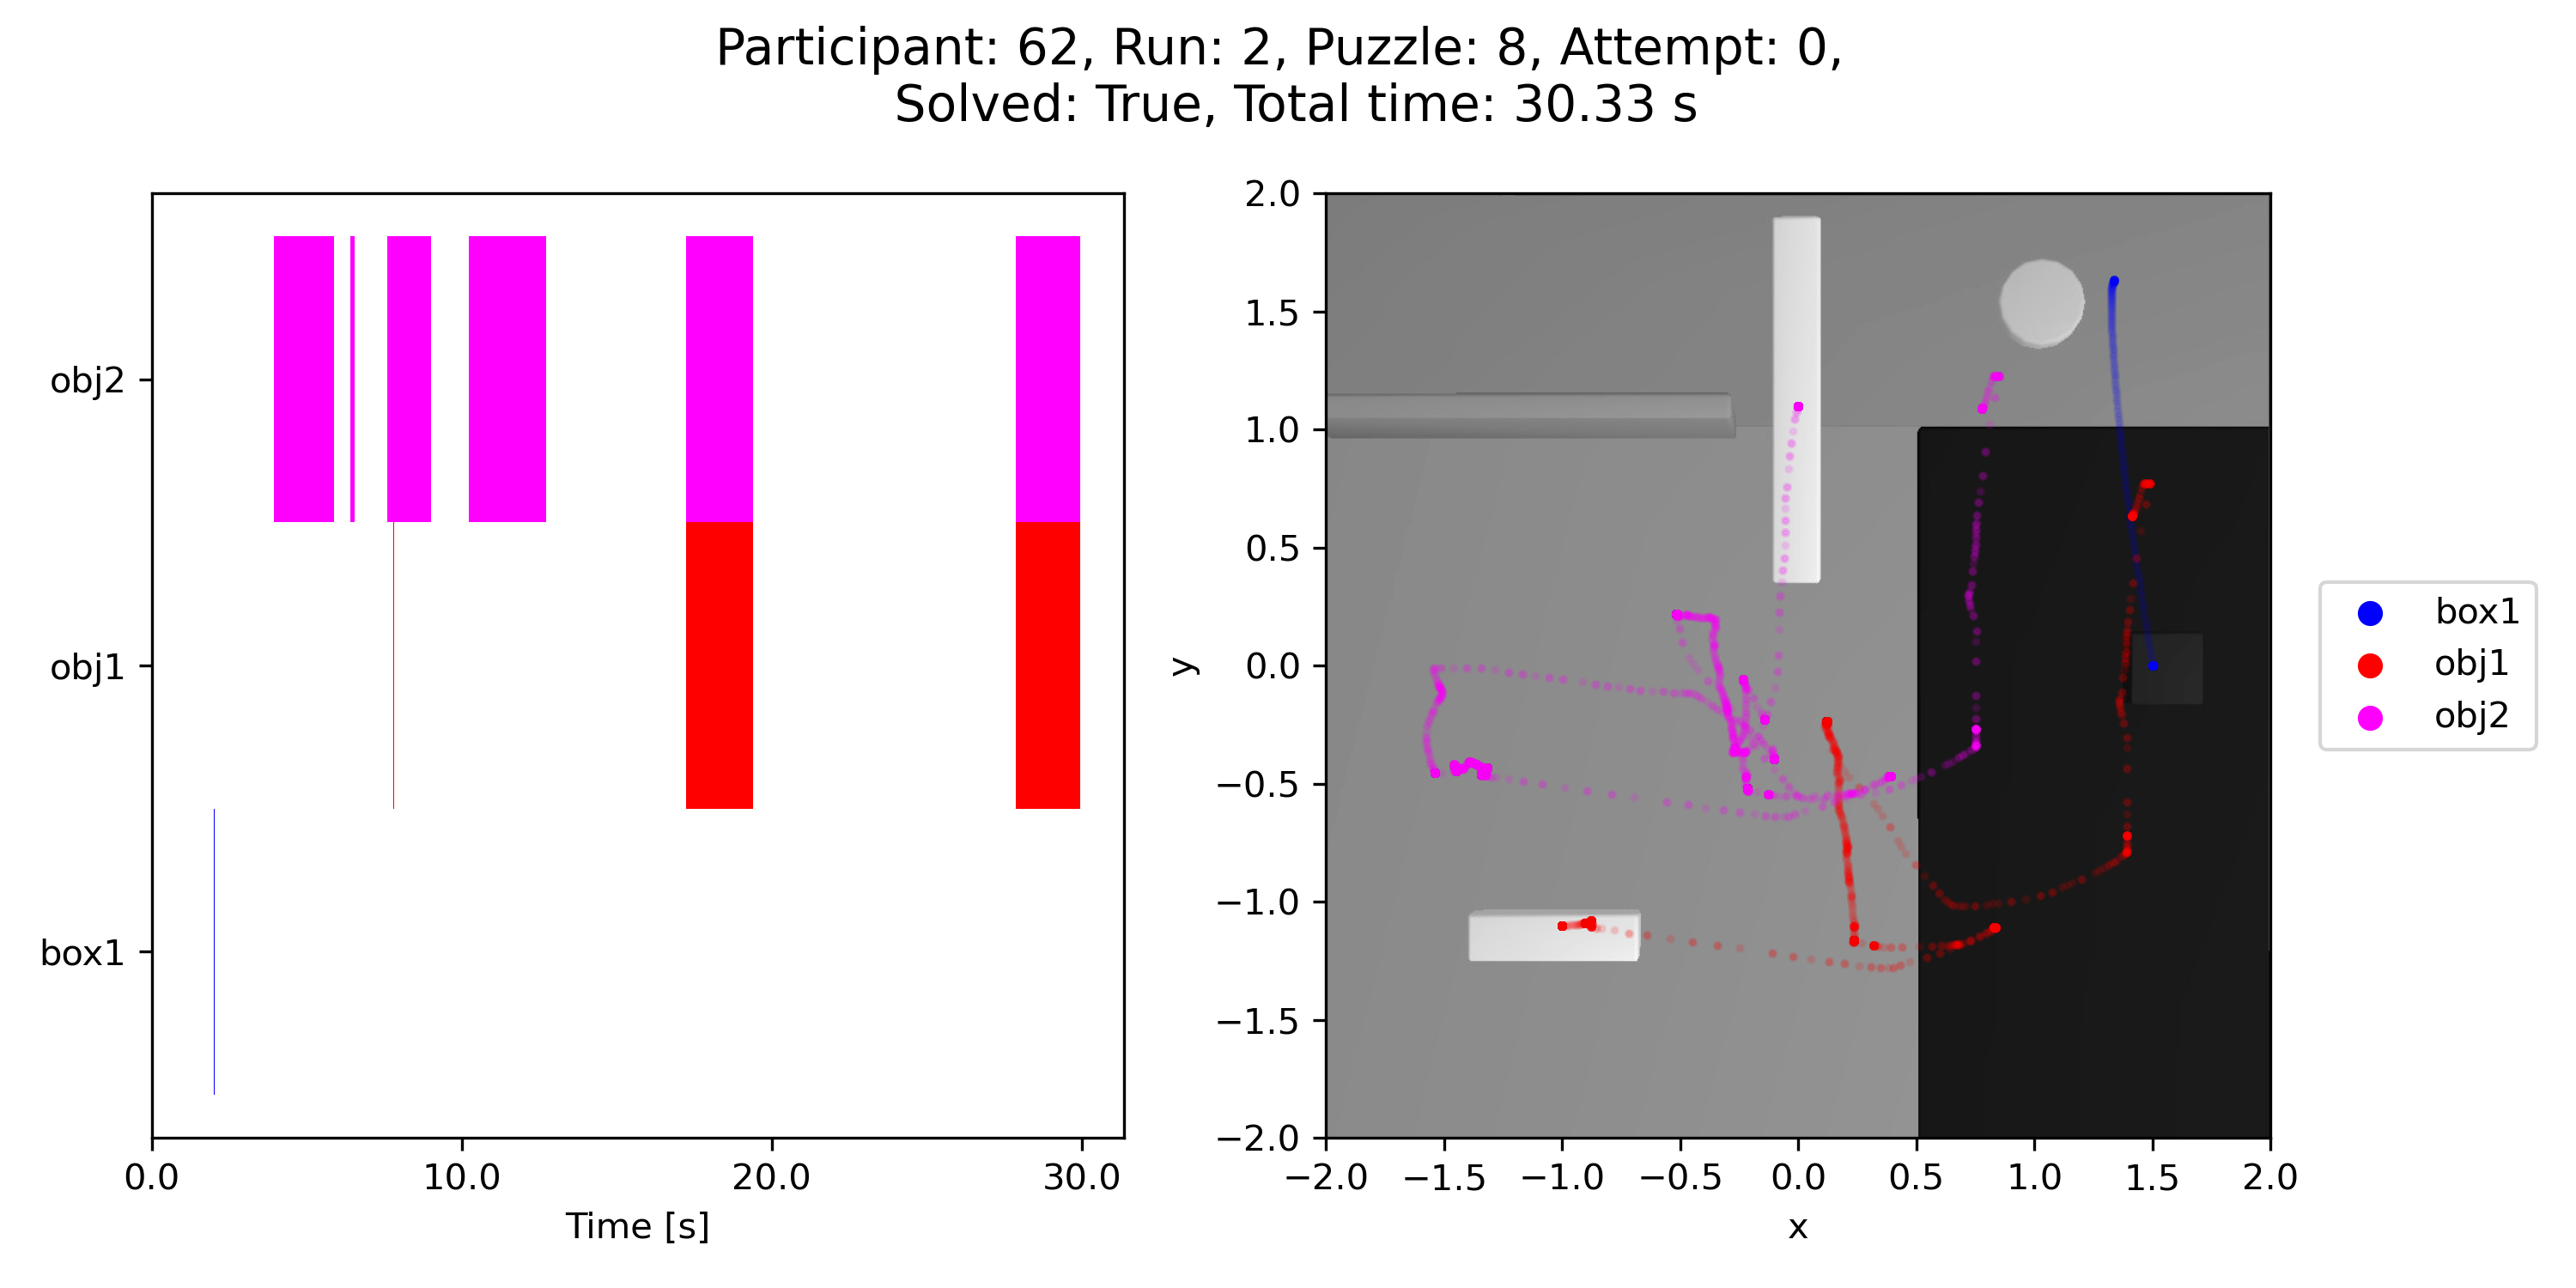 Participant: 62, Run: 2, Puzzle: 8, Attempt: 0,
Solved: True, Total time: 30.33 s
obj2
obj1
box1
0.0 10.0 20.0 30.0
Time [s]
2.0
1.5
1.0
0.5
0.0
−0.5
−1.0
−1.5
−2.0
y
−2.0 −1.5 −1.0 −0.5 0.0 0.5 1.0 1.5 2.0
x
box1
obj1
obj2